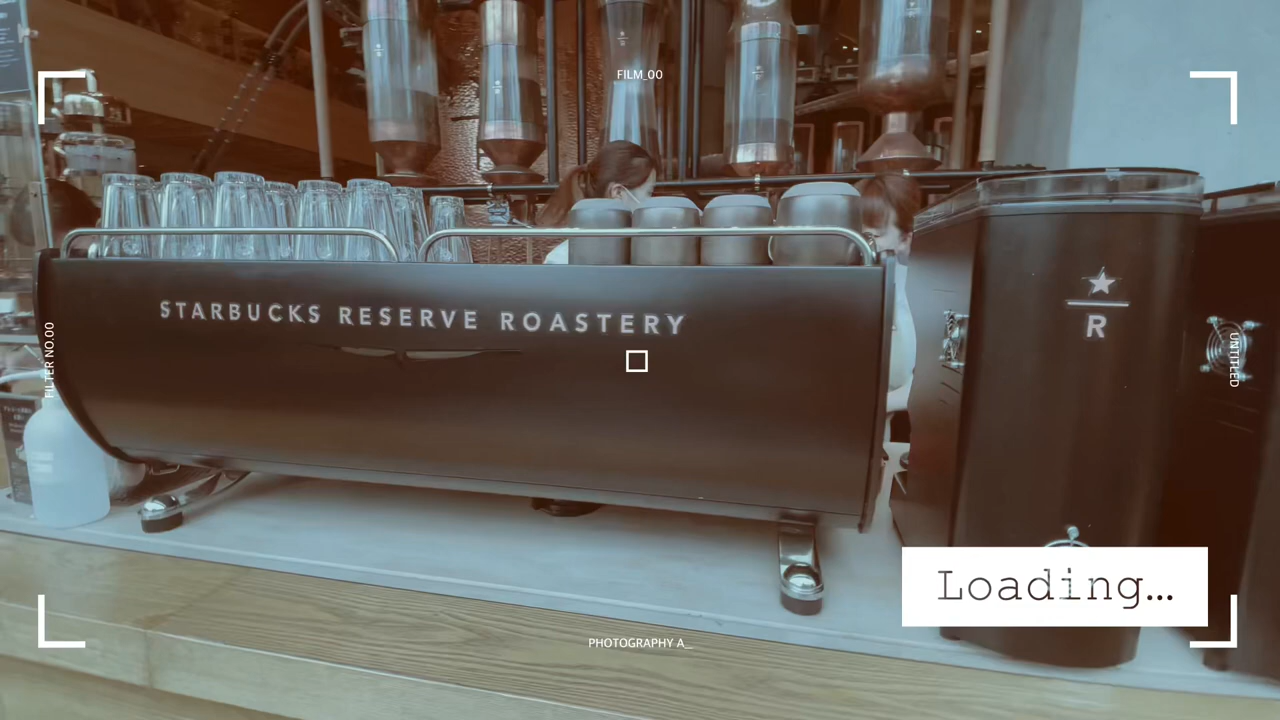 FILM_00
STARBUCKS RESERVE ROASTERY
R
FILTER NO.00
UNTITLED
Loading...
PHOTOGRAPHY A_